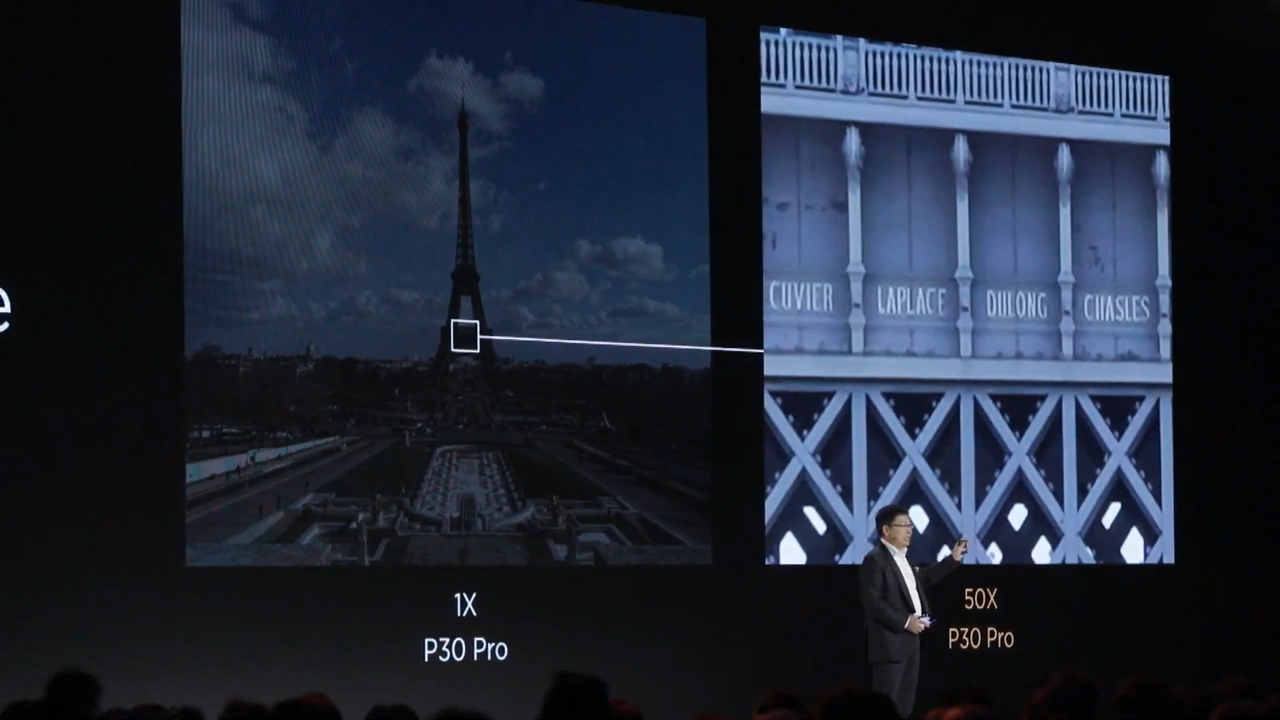 e
CUVIER LAPLACE DULONG CHASLES
1X
P30 Pro
50X
P30 Pro